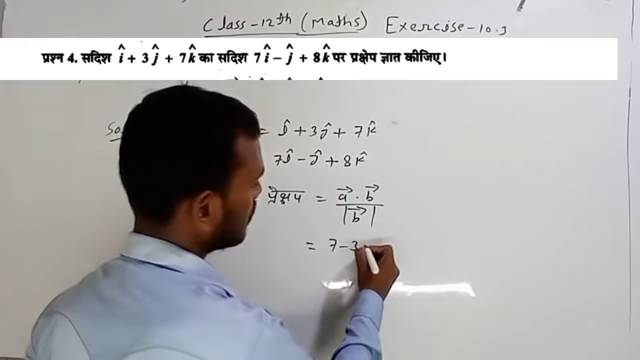 Class-12th (Maths) Exercise-10.3
प्रश्न 4. सदिश î + 3ĵ + 7k̂ का सदिश 7î − ĵ + 8k̂ पर प्रक्षेप ज्ञात कीजिए।
= î + 3ĵ + 7k̂
7î − ĵ + 8k̂
प्रक्षेप = a⃗ · b⃗ / |b⃗|
= 7 − 3